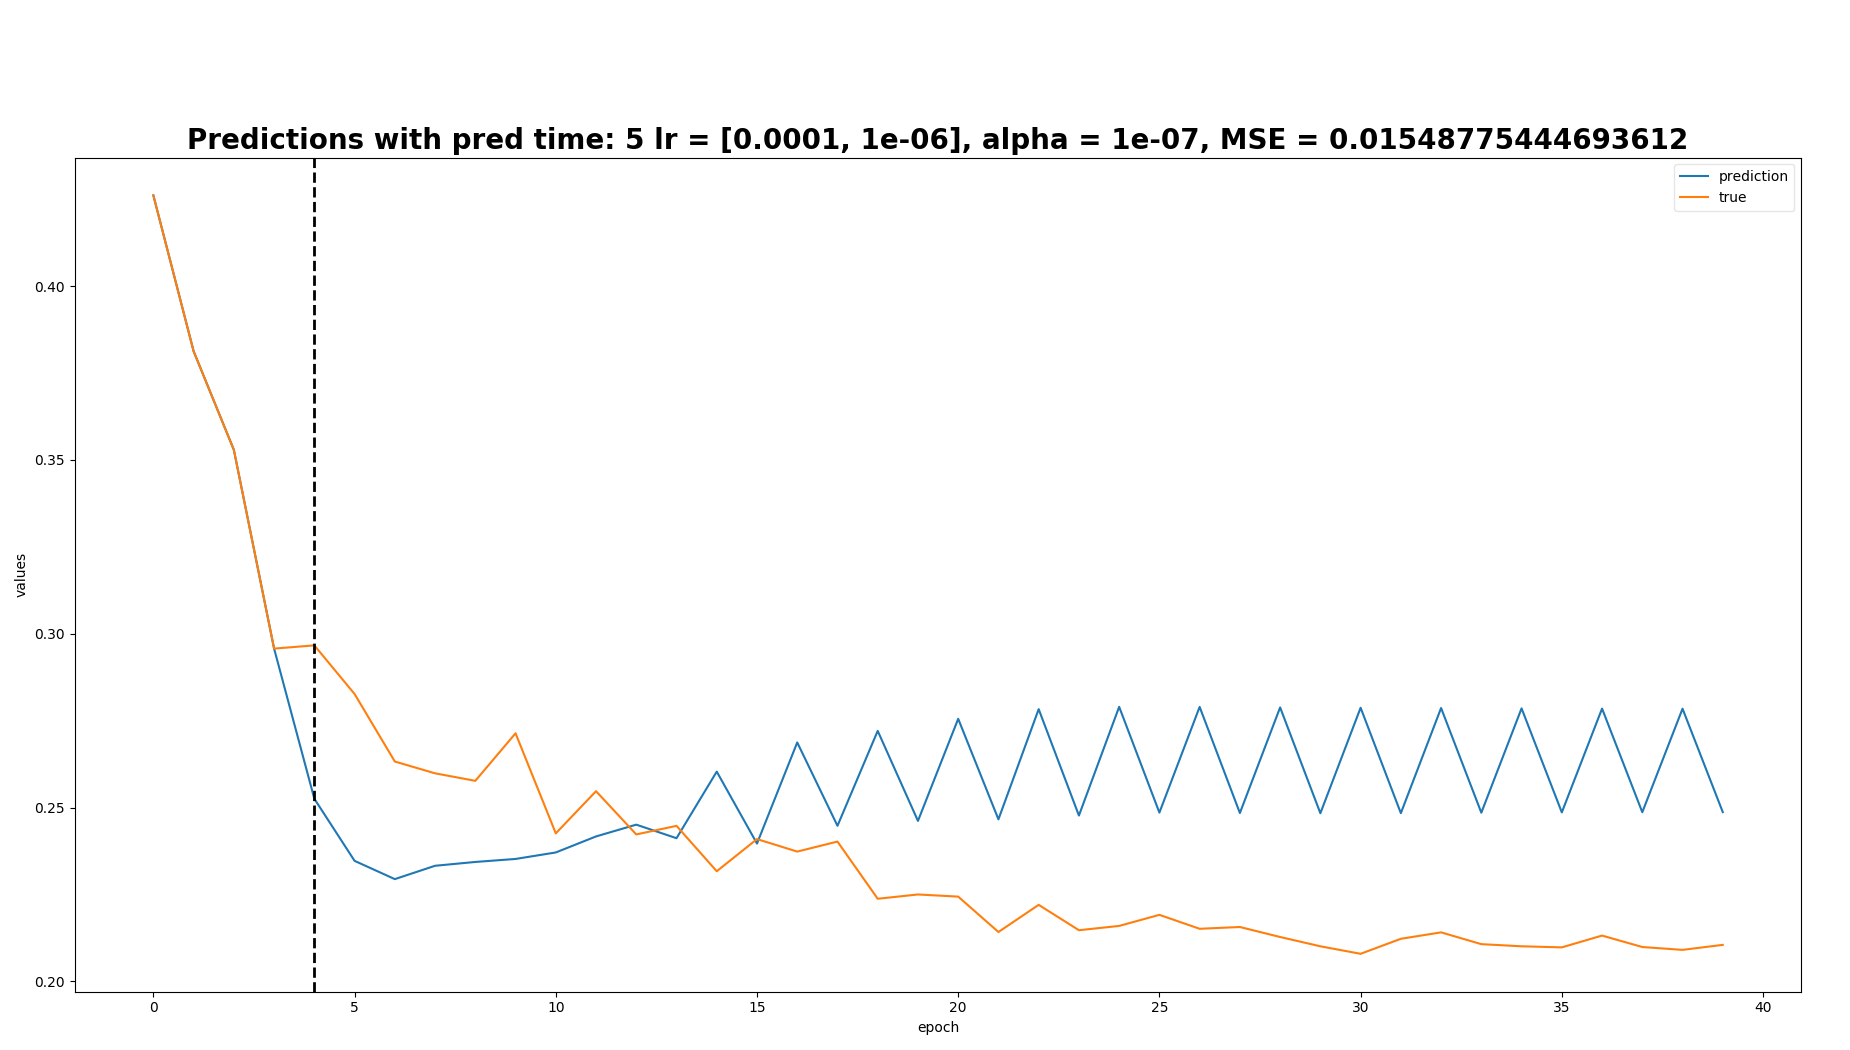 Predictions with pred time: 5 lr = [0.0001, 1e-06], alpha = 1e-07, MSE = 0.01548775444693612
prediction
true
values
0.40
0.35
0.30
0.25
0.20
0 5 10 15 20 25 30 35 40
epoch